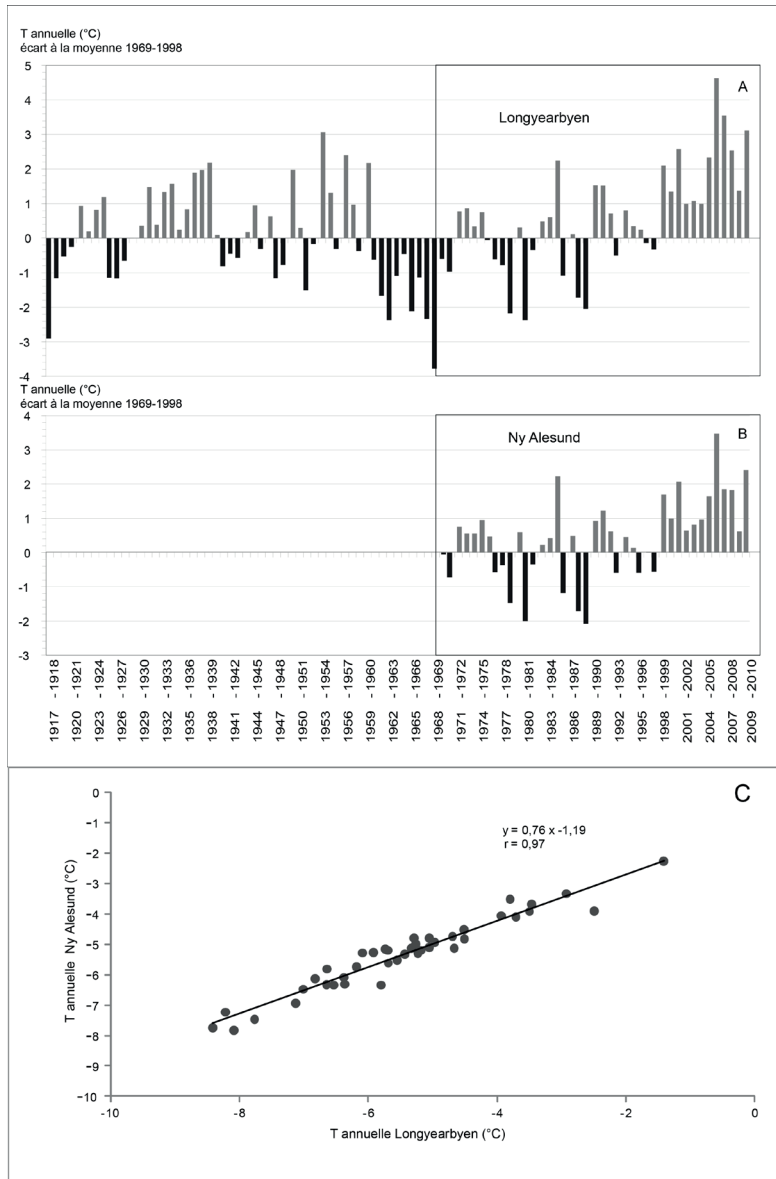 T annuelle (°C)
écart à la moyenne 1969-1998
5
4
3
2
1
0
-1
-2
-3
-4
A
Longyearbyen
T annuelle (°C)
écart à la moyenne 1969-1998
4
3
2
1
0
-1
-2
-3
B
Ny Alesund
1917 - 1918
1920 - 1921
1923 - 1924
1926 - 1927
1929 - 1930
1932 - 1933
1935 - 1936
1938 - 1939
1941 - 1942
1944 - 1945
1947 - 1948
1950 - 1951
1953 - 1954
1956 - 1957
1959 - 1960
1962 - 1963
1965 - 1966
1968 - 1969
1971 - 1972
1974 - 1975
1977 - 1978
1980 - 1981
1983 - 1984
1986 - 1987
1989 - 1990
1992 - 1993
1995 - 1996
1998 - 1999
2001 - 2002
2004 - 2005
2007 - 2008
2009 - 2010
C
y = 0,76 x -1,19
r = 0,97
T annuelle Ny Alesund (°C)
0
-1
-2
-3
-4
-5
-6
-7
-8
-9
-10
-10 -8 -6 -4 -2 0
T annuelle Longyearbyen (°C)